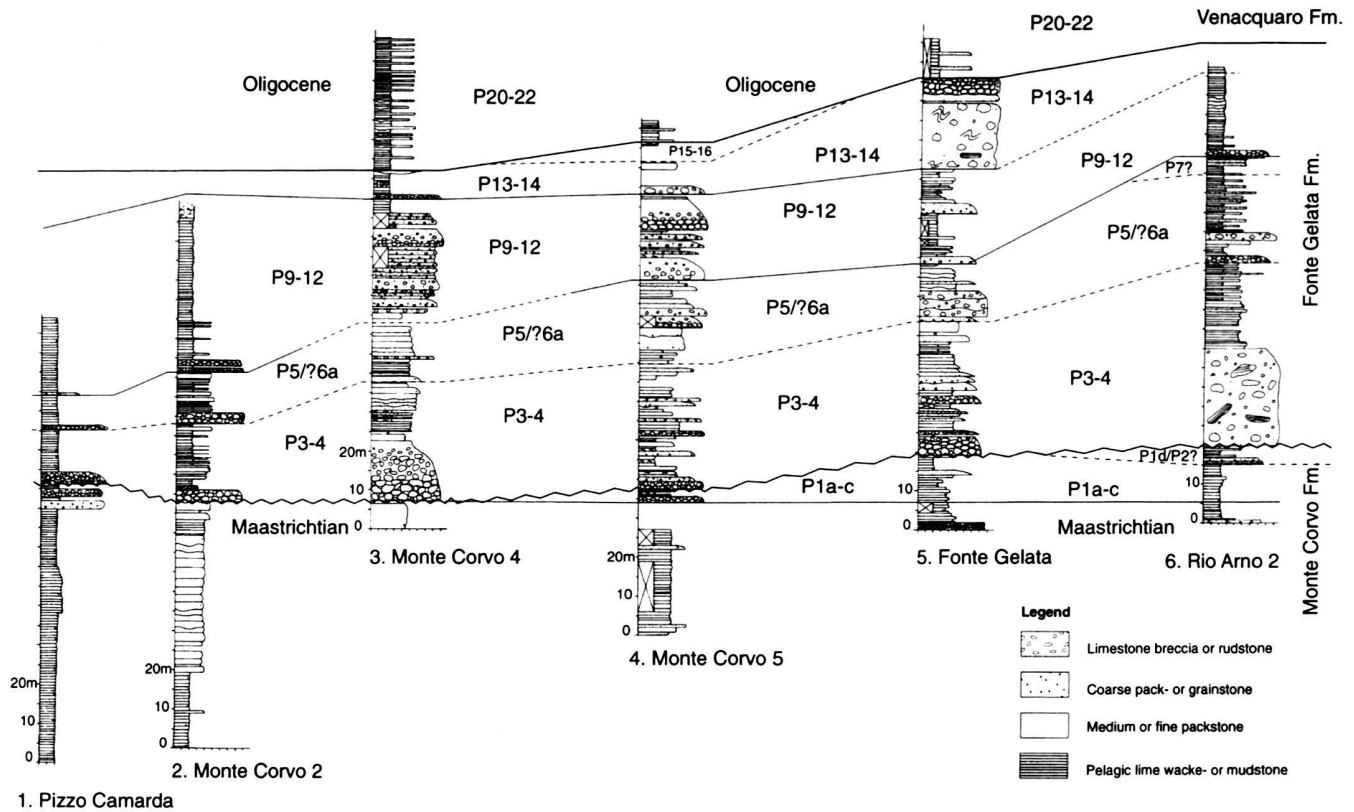 P20-22
Venacquaro Fm.
Oligocene
P20-22
Oligocene
P13-14
P15-16
P13-14
P13-14
P9-12
P7?
P9-12
P9-12
P9-12
P5/?6a
P5/?6a
P5/?6a
P5/?6a
Fonte Gelata Fm.
P3-4
P3-4
P3-4
P3-4
20m
10
0
P1d/P2?
P1a-c
P1a-c
10
0
10
0
Maastrichtian
Maastrichtian
Monte Corvo Fm.
3. Monte Corvo 4
5. Fonte Gelata
6. Rio Arno 2
20m
10
0
4. Monte Corvo 5
20m
10
0
2. Monte Corvo 2
20m
10
0
1. Pizzo Camarda
Legend
Limestone breccia or rudstone
Coarse pack- or grainstone
Medium or fine packstone
Pelagic lime wacke- or mudstone